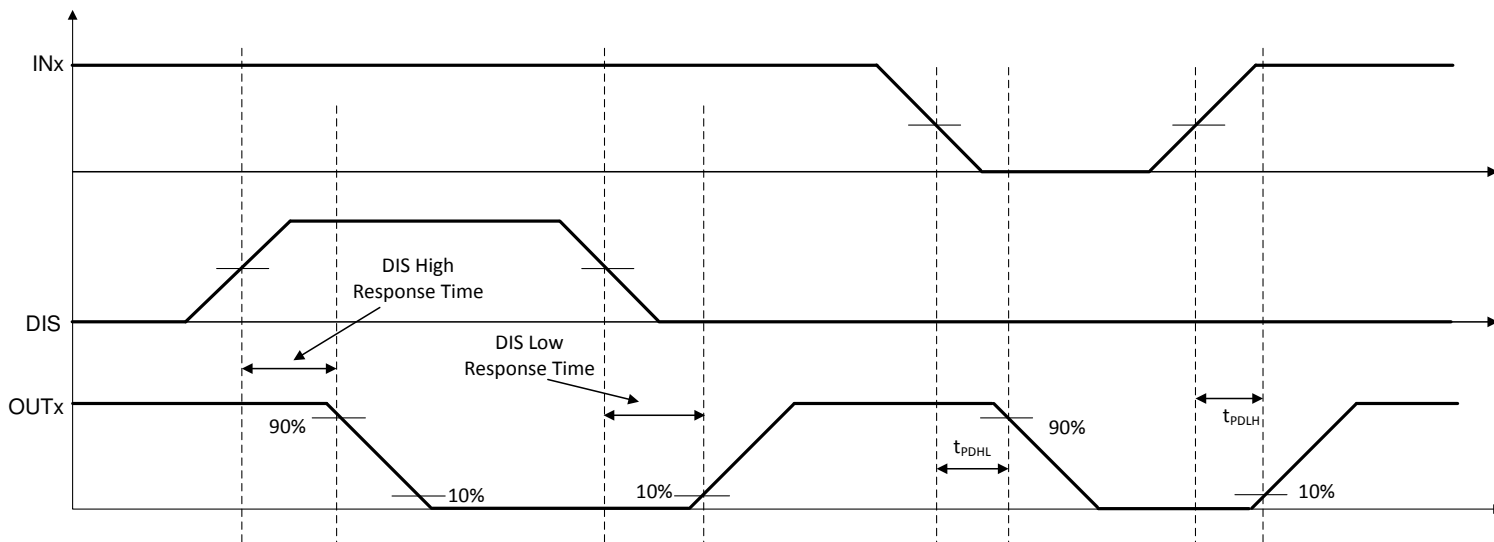 INx
DIS High
Response Time
DIS
DIS Low
Response Time
OUTx
90%
10%
10%
tPDHL
90%
tPDLH
10%